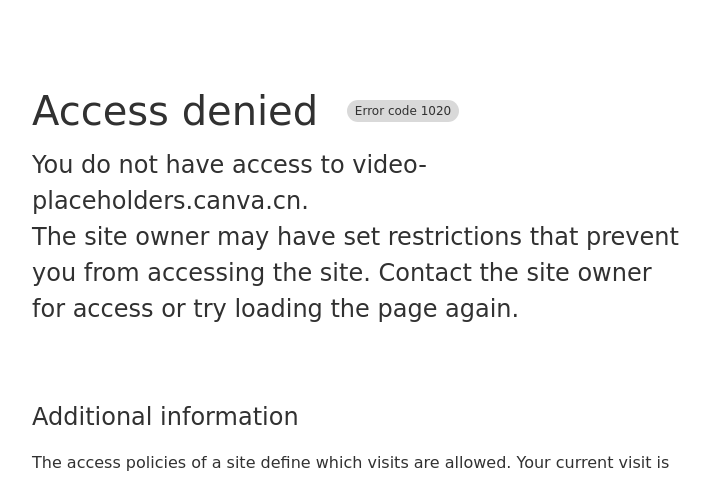 Access denied Error code 1020
You do not have access to video-
placeholders.canva.cn.
The site owner may have set restrictions that prevent
you from accessing the site. Contact the site owner
for access or try loading the page again.
Additional information
The access policies of a site define which visits are allowed. Your current visit is